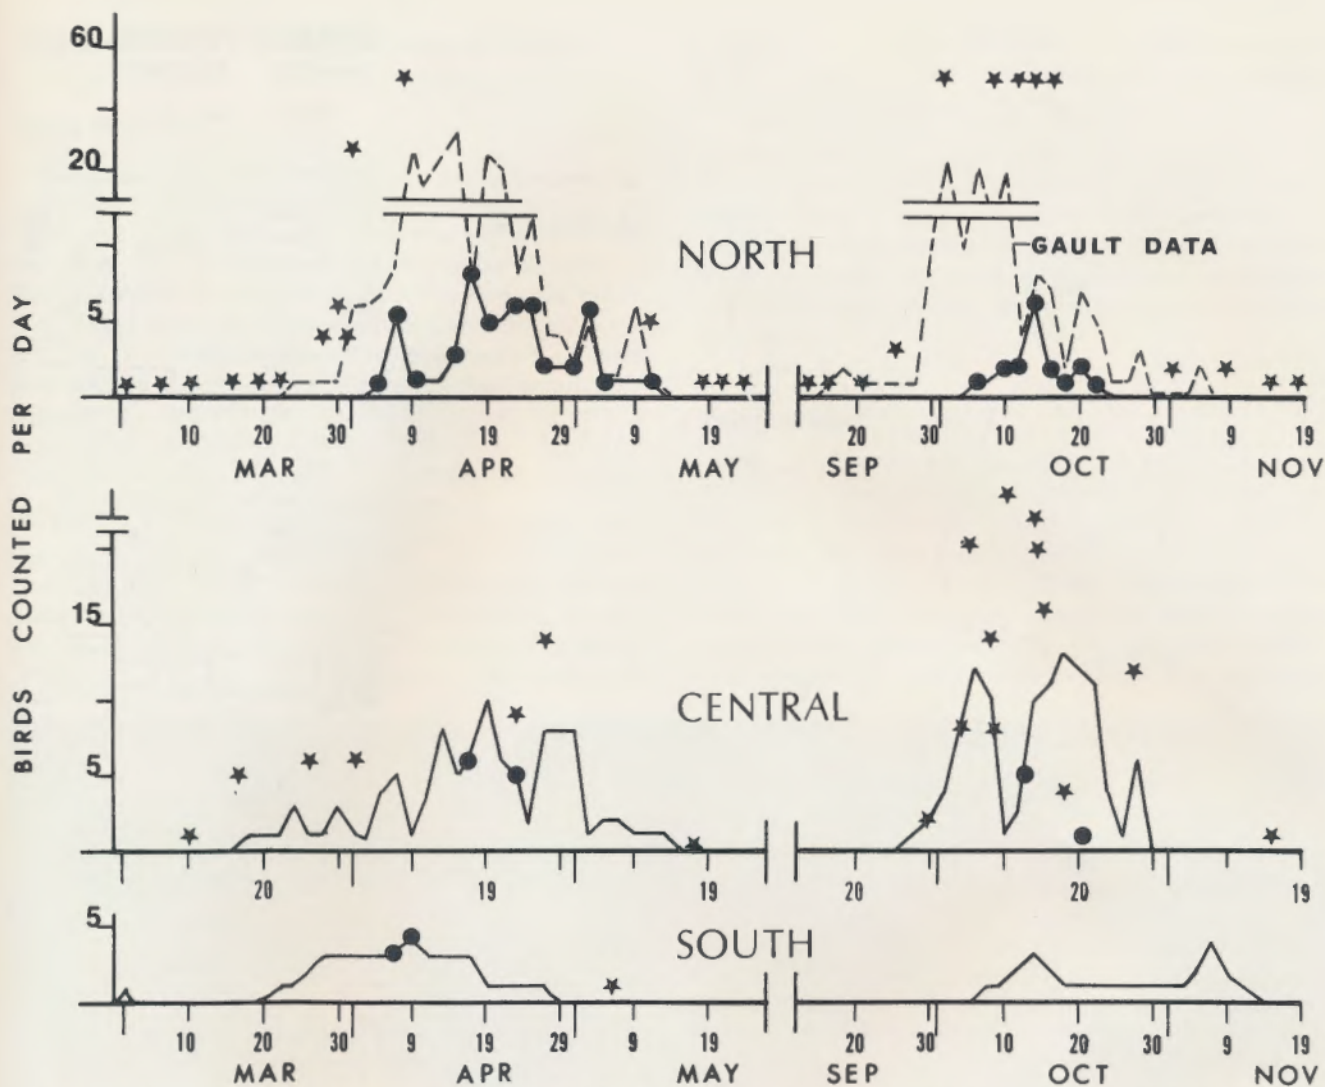 60
20
5
NORTH
GAULT DATA
10 20 30 9 19 29 9 19 20 30 10 20 30 9 19
MAR APR MAY SEP OCT NOV
BIRDS COUNTED PER DAY
15
5
CENTRAL
20 19 19 20 20 19
5
SOUTH
10 20 30 9 19 29 9 19 20 30 10 20 30 9 19
MAR APR MAY SEP OCT NOV